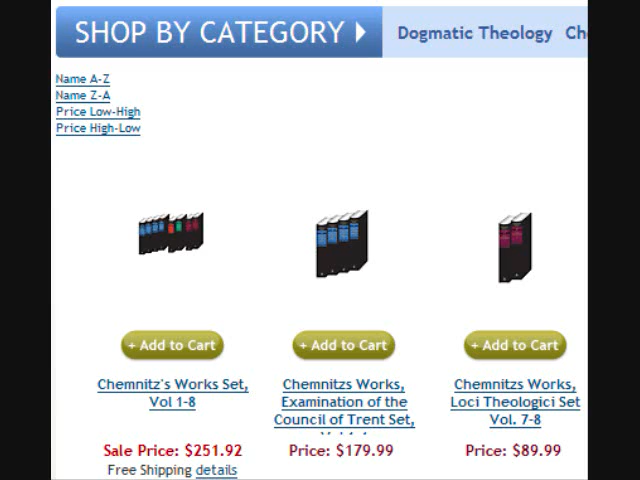 SHOP BY CATEGORY
Dogmatic Theology
Name A-Z
Name Z-A
Price Low-High
Price High-Low
+ Add to Cart
+ Add to Cart
+ Add to Cart
Chemnitz's Works Set,
Vol 1-8
Chemnitzs Works,
Examination of the
Council of Trent Set,
Chemnitzs Works,
Loci Theologici Set
Vol. 7-8
Sale Price: $251.92
Free Shipping details
Price: $179.99
Price: $89.99